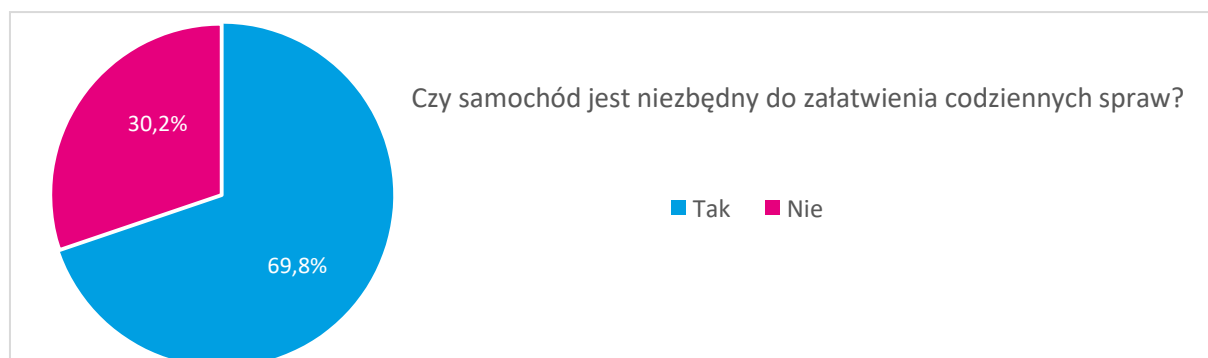 30,2%
Czy samochód jest niezbędny do załatwienia codziennych spraw?
Tak Nie
69,8%